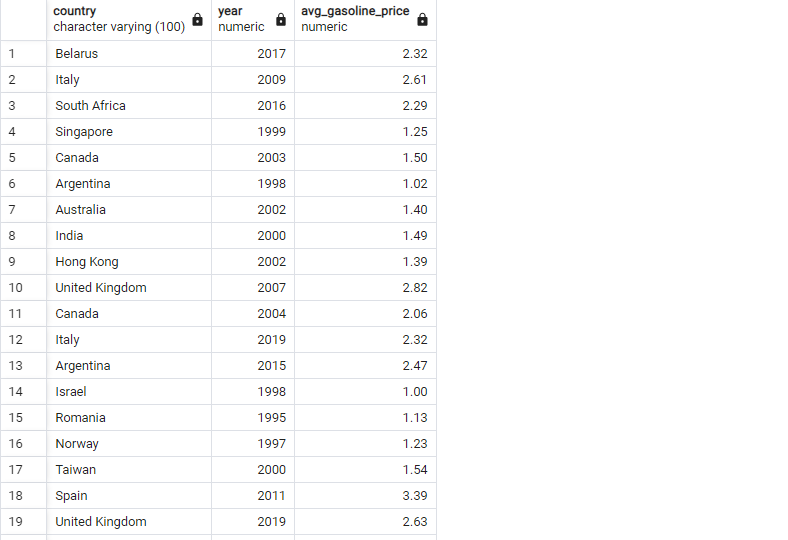 country year avg_gasoline_price
character varying (100) numeric numeric
1 Belarus 2017 2.32
2 Italy 2009 2.61
3 South Africa 2016 2.29
4 Singapore 1999 1.25
5 Canada 2003 1.50
6 Argentina 1998 1.02
7 Australia 2002 1.40
8 India 2000 1.49
9 Hong Kong 2002 1.39
10 United Kingdom 2007 2.82
11 Canada 2004 2.06
12 Italy 2019 2.32
13 Argentina 2015 2.47
14 Israel 1998 1.00
15 Romania 1995 1.13
16 Norway 1997 1.23
17 Taiwan 2000 1.54
18 Spain 2011 3.39
19 United Kingdom 2019 2.63